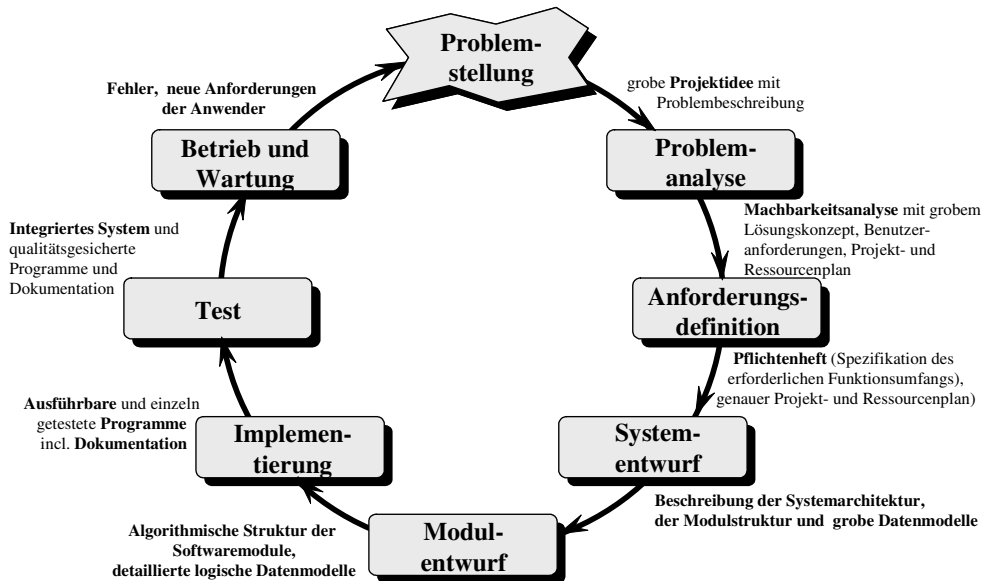 Problem-
stellung
grobe Projektidee mit
Problembeschreibung
Problem-
analyse
Machbarkeitsanalyse mit grobem
Lösungskonzept, Benutzer-
anforderungen, Projekt- und
Ressourcenplan
Anforderungs-
definition
Pflichtenheft (Spezifikation des
erforderlichen Funktionsumfangs),
genauer Projekt- und Ressourcenplan)
System-
entwurf
Beschreibung der Systemarchitektur,
der Modulstruktur und grobe Datenmodelle
Modul-
entwurf
Algorithmische Struktur der
Softwaremodule,
detaillierte logische Datenmodelle
Implemen-
tierung
Ausführbare und einzeln
getestete Programme
incl. Dokumentation
Test
Integriertes System und
qualitätsgesicherte
Programme und
Dokumentation
Betrieb und
Wartung
Fehler, neue Anforderungen
der Anwender